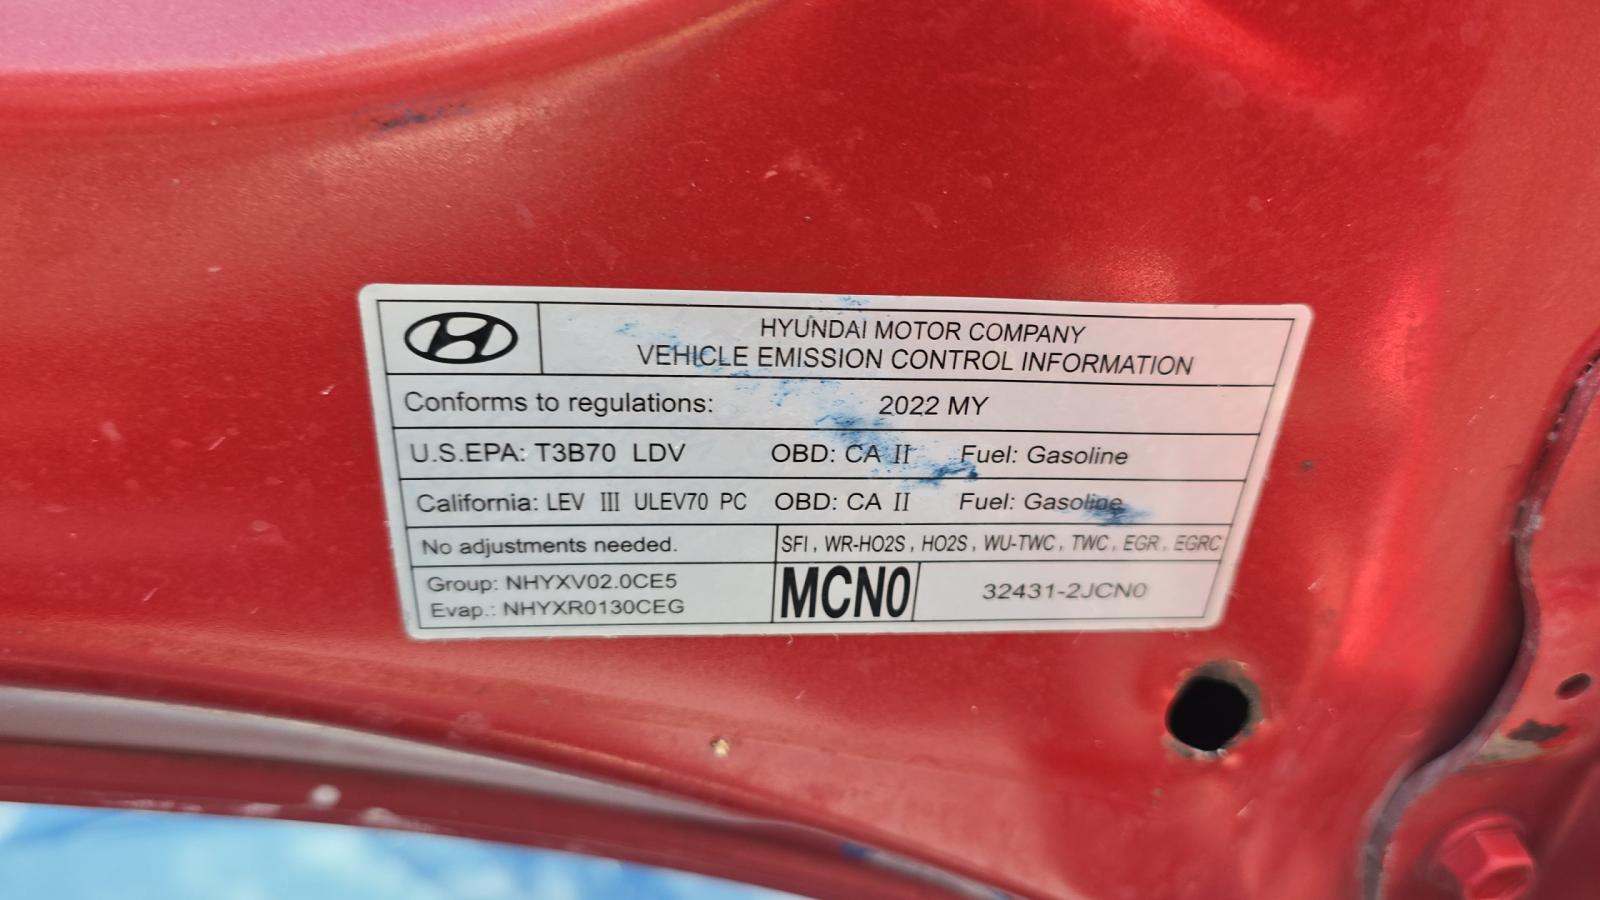 HYUNDAI MOTOR COMPANY
VEHICLE EMISSION CONTROL INFORMATION
Conforms to regulations: 2022 MY
U.S.EPA: T3B70 LDV OBD: CA II Fuel: Gasoline
California: LEV III ULEV70 PC OBD: CA II Fuel: Gasoline
No adjustments needed. SFI, WR-HO2S, HO2S, WU-TWC, TWC, EGR, EGRC
Group: NHYXV02.0CE5
Evap.: NHYXR0130CEG
MCN0 32431-2JCN0